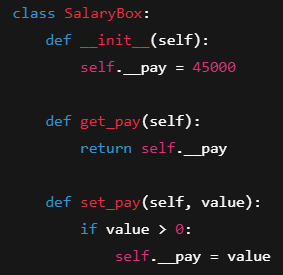 class SalaryBox:
    def __init__(self):
        self.__pay = 45000

    def get_pay(self):
        return self.__pay

    def set_pay(self, value):
        if value > 0:
            self.__pay = value